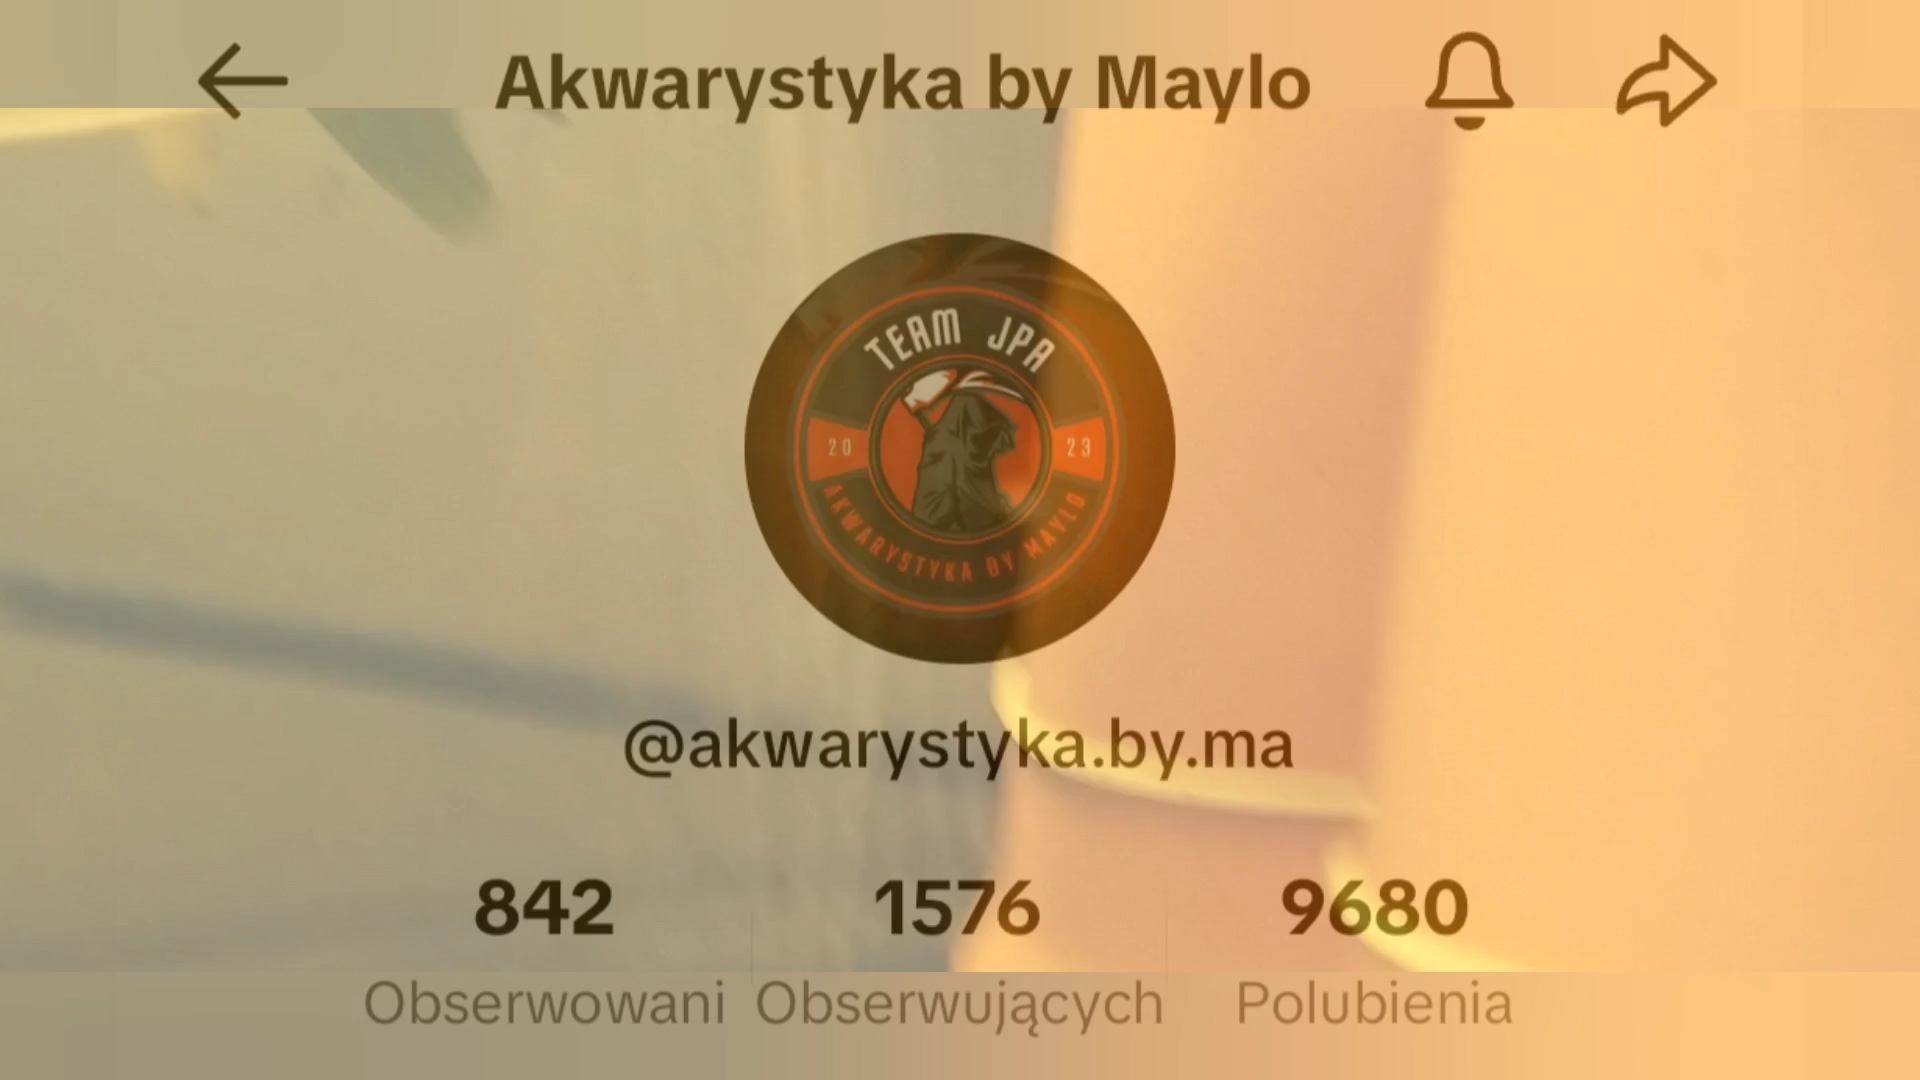 Akwarystyka by Maylo
TEAM JPA
20 23
AKWARYSTYKA BY MAYLO
@akwarystyka.by.ma
842 1576 9680
Obserwowani Obserwujących Polubienia